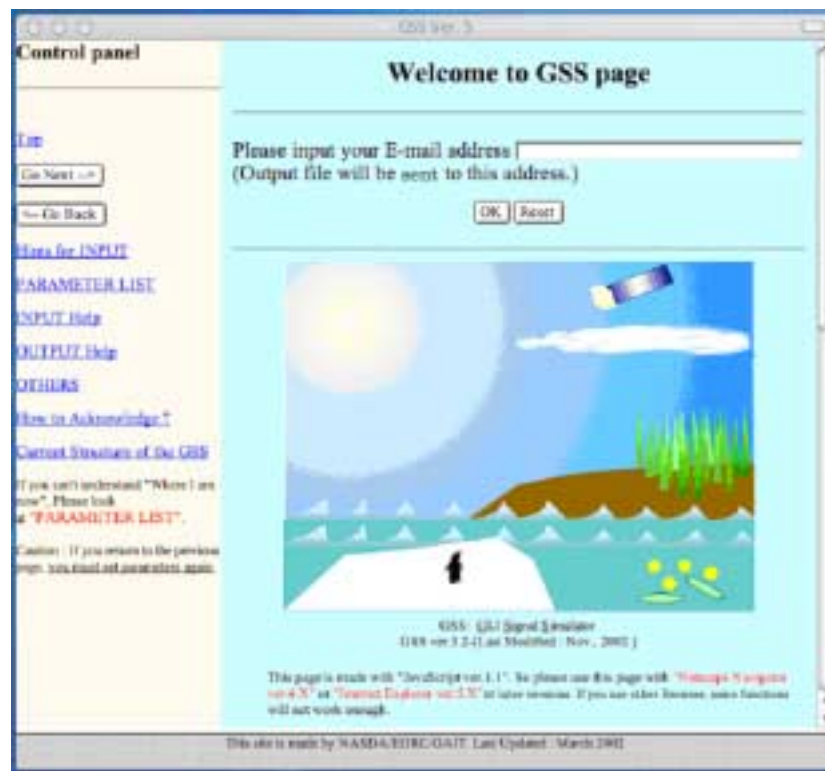 GSS Ver. 3
Control panel
Top
Go Next -->
<-- Go Back
Hints for INPUT
PARAMETER LIST
INPUT Help
OUTPUT Help
OTHERS
How to Acknowledge ?
Current Structure of the GSS
If you can't understand "Where I am
now", Please look
at "PARAMETER LIST".
Caution : If you return to the previous
page, you must set parameters again.
Welcome to GSS page
Please input your E-mail address
(Output file will be sent to this address.)
OK Reset
GSS : GLI Signal Simulator
GSS ver 3.2 (Last Modified : Nov., 2002 )
This page is made with "JavaScript ver.1.1". So please use this page with "Netscape Navigator
ver.4.X" or "Internet Explorer ver.5.X" or later version. If you use other browser, some functions
will not work enough.
This site is made by NASDA/EORC/GAIT. Last Updated : March 2002